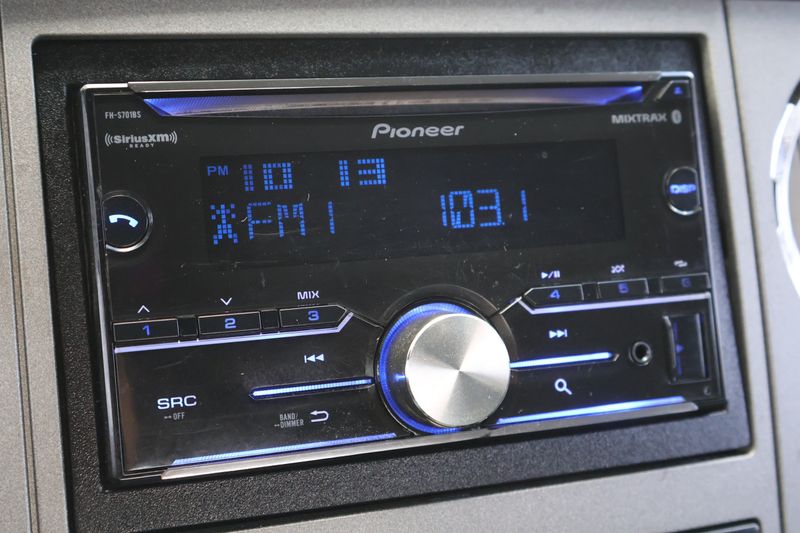 FH-S701BS
Pioneer
MIXTRAX
((SiriusXm))
READY
PM 10 13
FM1 103.1
DISP
MIX
1 2 3
4 5 6
SRC
OFF
BAND/
DIMMER